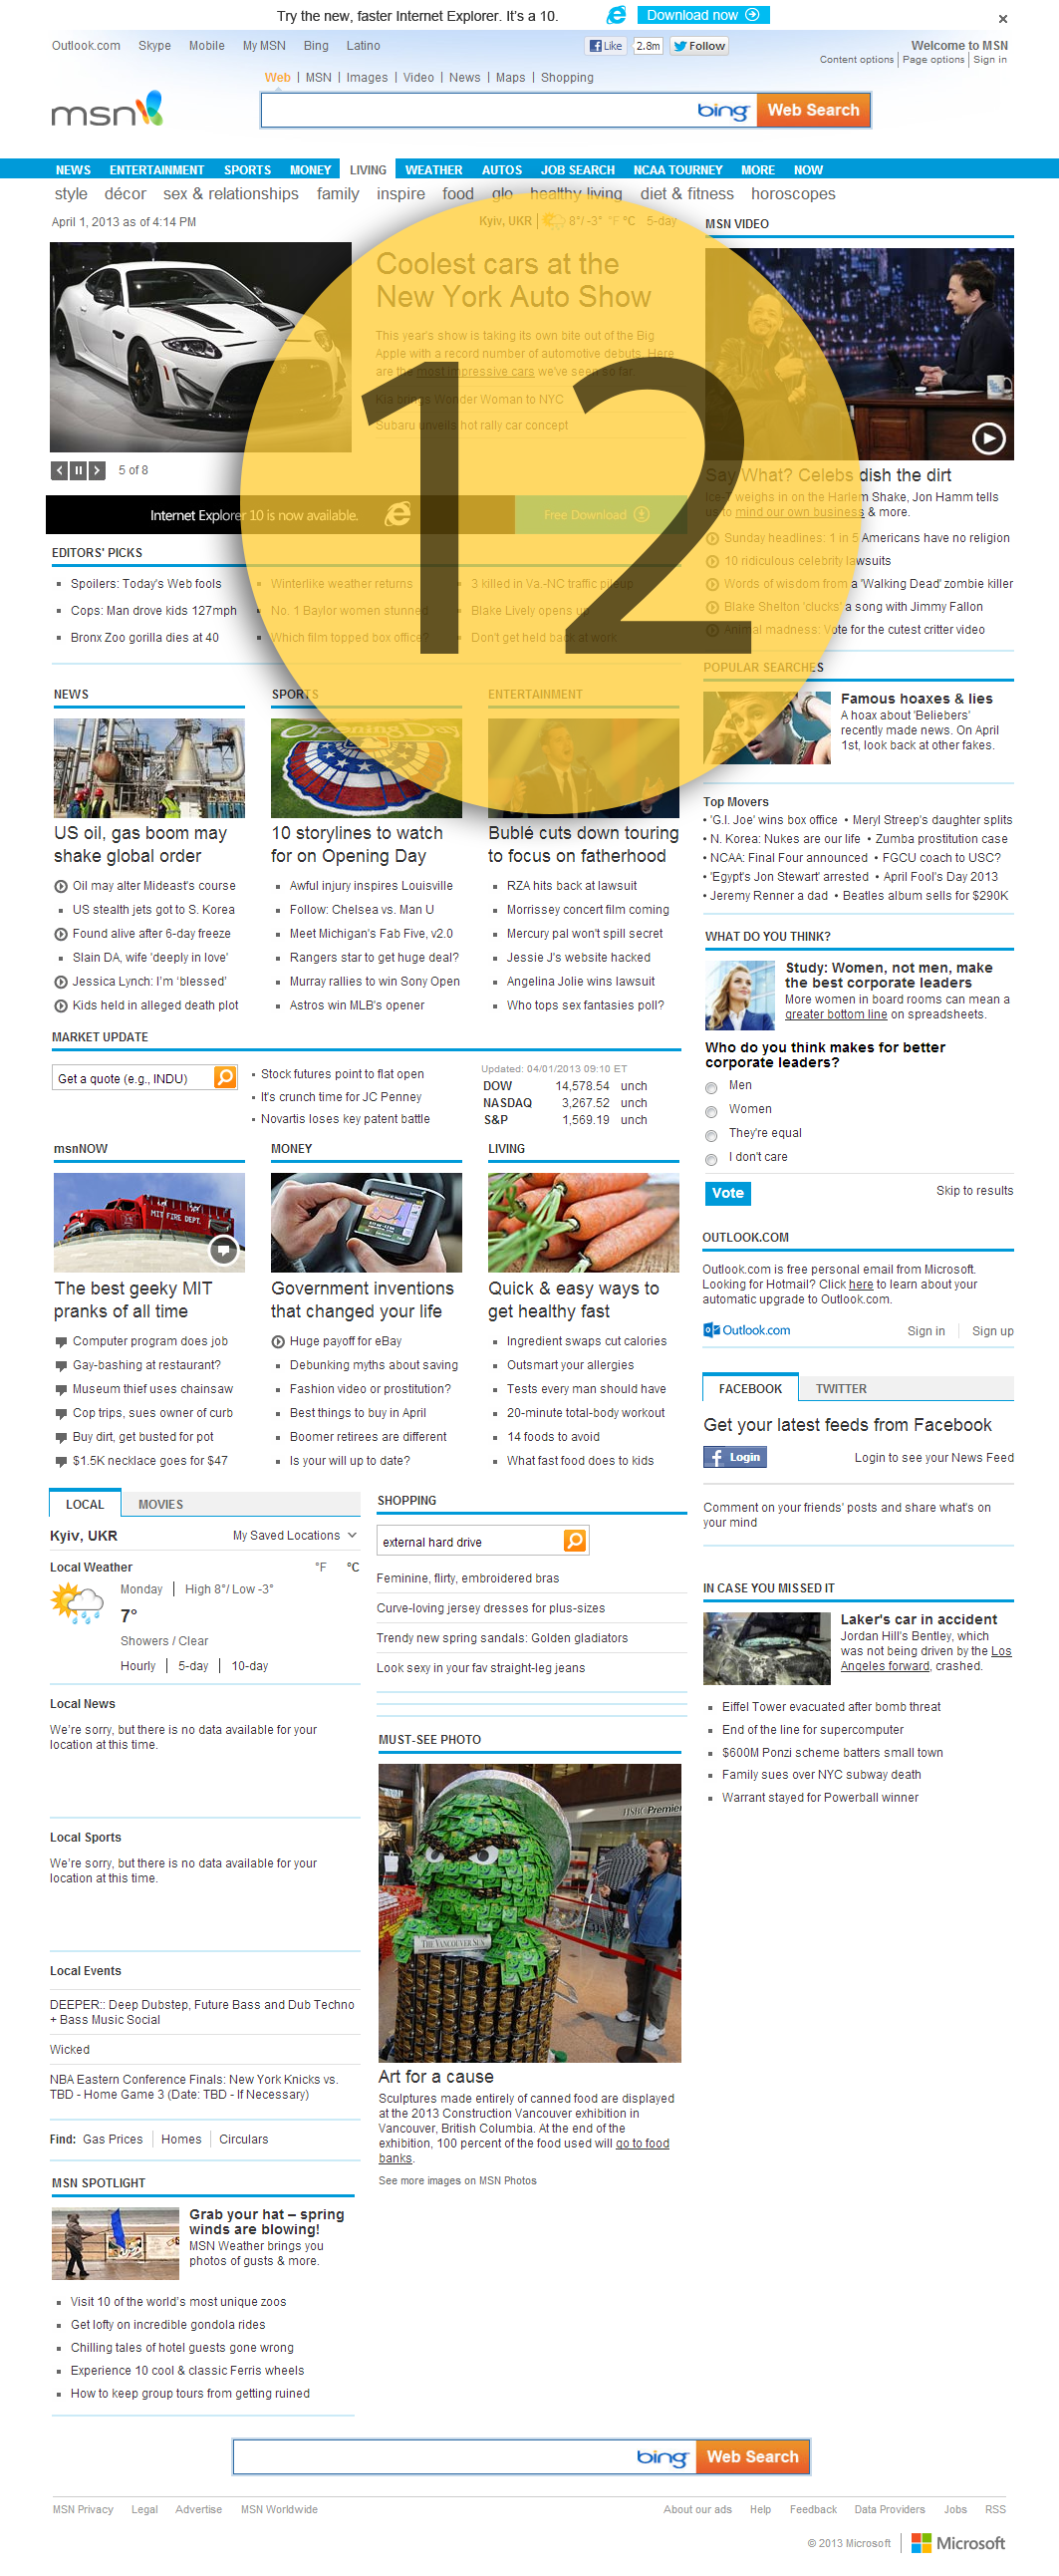 Try the new, faster Internet Explorer. It's a 10.
Download now
Outlook.com Skype Mobile My MSN Bing Latino
Like 2.8m Follow
Welcome to MSN
Content options Page options Sign in
Web MSN Images Video News Maps Shopping
msn
bing Web Search
NEWS ENTERTAINMENT SPORTS MONEY LIVING WEATHER AUTOS JOB SEARCH NCAA TOURNEY MORE NOW
style décor sex & relationships family inspire food glo healthy living diet & fitness horoscopes
April 1, 2013 as of 4:14 PM
Kyiv, UKR 8°/ -3° °F °C 5-day
12
Coolest cars at the
New York Auto Show
This year's show is taking its own bite out of the Big
Apple with a record number of automotive debuts. Here
are the most impressive cars we've seen so far.
Kia brings Wonder Woman to NYC
Subaru unveils hot rally car concept
5 of 8
Internet Explorer 10 is now available.
Free Download
EDITORS' PICKS
Spoilers: Today's Web fools
Cops: Man drove kids 127mph
Bronx Zoo gorilla dies at 40
Winterlike weather returns
No. 1 Baylor women stunned
Which film topped box office?
3 killed in Va.-NC traffic pileup
Blake Lively opens up
Don't get held back at work
MSN VIDEO
Say What? Celebs dish the dirt
Ice-T weighs in on the Harlem Shake, Jon Hamm tells
us to mind our own business & more.
Sunday headlines: 1 in 5 Americans have no religion
10 ridiculous celebrity lawsuits
Words of wisdom from a 'Walking Dead' zombie killer
Blake Shelton 'clucks' a song with Jimmy Fallon
Animal madness: Vote for the cutest critter video
POPULAR SEARCHES
Famous hoaxes & lies
A hoax about 'Beliebers'
recently made news. On April
1st, look back at other fakes.
Top Movers
• 'G.I. Joe' wins box office • Meryl Streep's daughter splits
• N. Korea: Nukes are our life • Zumba prostitution case
• NCAA: Final Four announced • FGCU coach to USC?
• 'Egypt's Jon Stewart' arrested • April Fool's Day 2013
• Jeremy Renner a dad • Beatles album sells for $290K
NEWS
US oil, gas boom may
shake global order
Oil may alter Mideast's course
US stealth jets got to S. Korea
Found alive after 6-day freeze
Slain DA, wife 'deeply in love'
Jessica Lynch: I'm 'blessed'
Kids held in alleged death plot
SPORTS
Opening Day
10 storylines to watch
for on Opening Day
Awful injury inspires Louisville
Follow: Chelsea vs. Man U
Meet Michigan's Fab Five, v2.0
Rangers star to get huge deal?
Murray rallies to win Sony Open
Astros win MLB's opener
ENTERTAINMENT
Bublé cuts down touring
to focus on fatherhood
RZA hits back at lawsuit
Morrissey concert film coming
Mercury pal won't spill secret
Jessie J's website hacked
Angelina Jolie wins lawsuit
Who tops sex fantasies poll?
WHAT DO YOU THINK?
Study: Women, not men, make
the best corporate leaders
More women in board rooms can mean a
greater bottom line on spreadsheets.
Who do you think makes for better
corporate leaders?
Men
Women
They're equal
I don't care
Vote
Skip to results
MARKET UPDATE
Get a quote (e.g., INDU)
Stock futures point to flat open
It's crunch time for JC Penney
Novartis loses key patent battle
Updated: 04/01/2013 09:10 ET
DOW 14,578.54 unch
NASDAQ 3,267.52 unch
S&P 1,569.19 unch
msnNOW
MIT FIRE DEPT.
The best geeky MIT
pranks of all time
Computer program does job
Gay-bashing at restaurant?
Museum thief uses chainsaw
Cop trips, sues owner of curb
Buy dirt, get busted for pot
$1.5K necklace goes for $47
MONEY
Government inventions
that changed your life
Huge payoff for eBay
Debunking myths about saving
Fashion video or prostitution?
Best things to buy in April
Boomer retirees are different
Is your will up to date?
LIVING
Quick & easy ways to
get healthy fast
Ingredient swaps cut calories
Outsmart your allergies
Tests every man should have
20-minute total-body workout
14 foods to avoid
What fast food does to kids
OUTLOOK.COM
Outlook.com is free personal email from Microsoft.
Looking for Hotmail? Click here to learn about your
automatic upgrade to Outlook.com.
Outlook.com Sign in Sign up
FACEBOOK TWITTER
Get your latest feeds from Facebook
Login Login to see your News Feed
Comment on your friends' posts and share what's on
your mind
LOCAL MOVIES
Kyiv, UKR My Saved Locations
Local Weather °F °C
Monday High 8°/ Low -3°
7°
Showers / Clear
Hourly 5-day 10-day
Local News
We're sorry, but there is no data available for your
location at this time.
Local Sports
We're sorry, but there is no data available for your
location at this time.
Local Events
DEEPER:: Deep Dubstep, Future Bass and Dub Techno
+ Bass Music Social
Wicked
NBA Eastern Conference Finals: New York Knicks vs.
TBD - Home Game 3 (Date: TBD - If Necessary)
Find: Gas Prices Homes Circulars
SHOPPING
external hard drive
Feminine, flirty, embroidered bras
Curve-loving jersey dresses for plus-sizes
Trendy new spring sandals: Golden gladiators
Look sexy in your fav straight-leg jeans
MUST-SEE PHOTO
HSBC Premier
THE VANCOUVER SUN
Art for a cause
Sculptures made entirely of canned food are displayed
at the 2013 Construction Vancouver exhibition in
Vancouver, British Columbia. At the end of the
exhibition, 100 percent of the food used will go to food
banks.
See more images on MSN Photos
IN CASE YOU MISSED IT
Laker's car in accident
Jordan Hill's Bentley, which
was not being driven by the Los
Angeles forward, crashed.
Eiffel Tower evacuated after bomb threat
End of the line for supercomputer
$600M Ponzi scheme batters small town
Family sues over NYC subway death
Warrant stayed for Powerball winner
MSN SPOTLIGHT
Grab your hat – spring
winds are blowing!
MSN Weather brings you
photos of gusts & more.
Visit 10 of the world's most unique zoos
Get lofty on incredible gondola rides
Chilling tales of hotel guests gone wrong
Experience 10 cool & classic Ferris wheels
How to keep group tours from getting ruined
bing Web Search
MSN Privacy Legal Advertise MSN Worldwide
About our ads Help Feedback Data Providers Jobs RSS
© 2013 Microsoft Microsoft